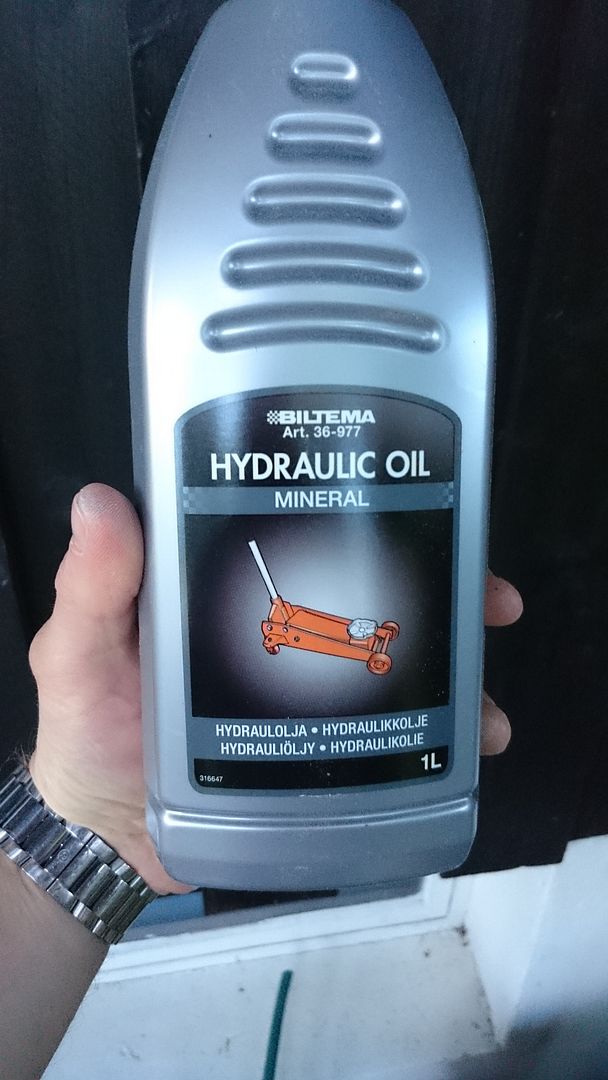 BILTEMA
Art. 36-977
HYDRAULIC OIL
MINERAL
HYDRAULOLJA • HYDRAULIKKOLJE
HYDRAULIÖLJY • HYDRAULIKOLIE
316647
1L